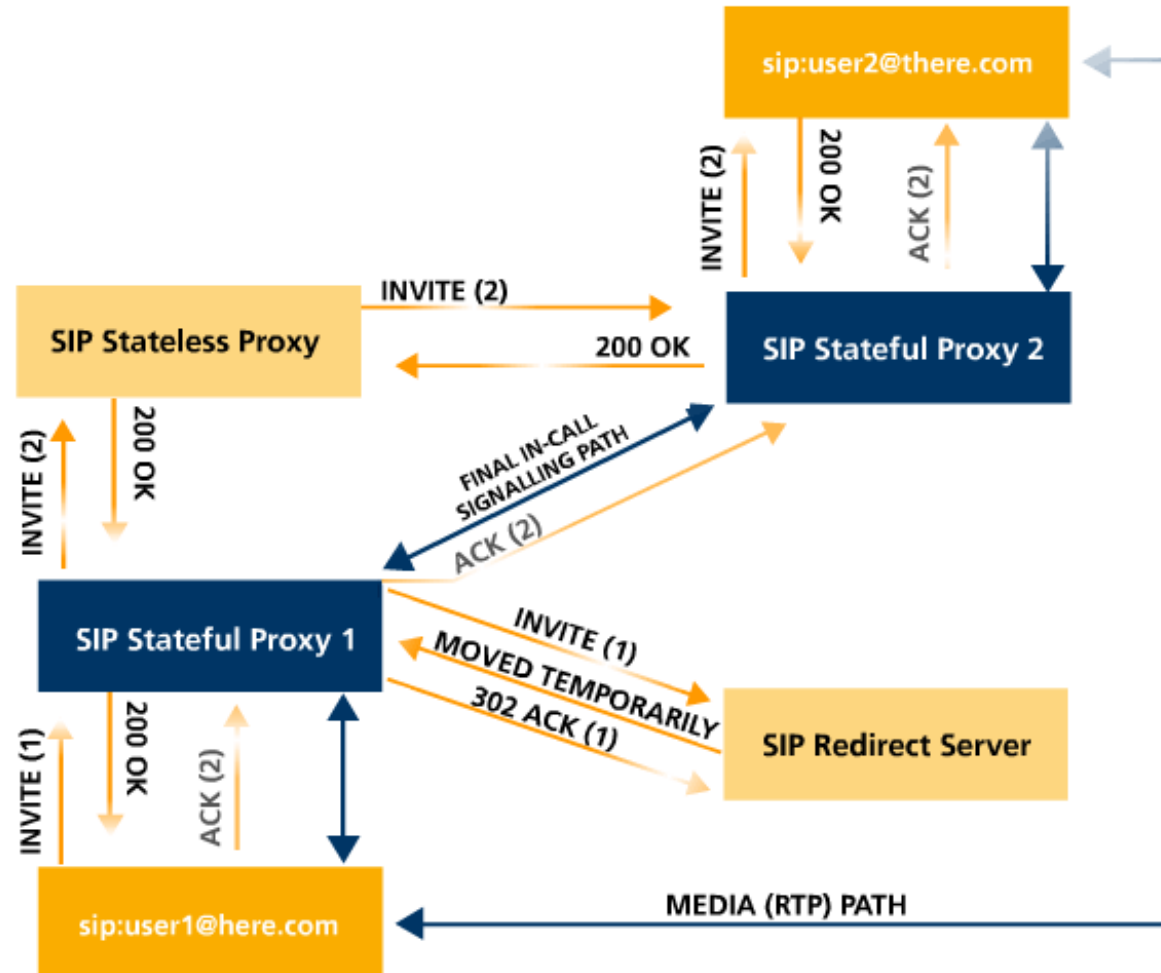 sip:user2@there.com
INVITE (2)
200 OK
ACK (2)
INVITE (2)
SIP Stateless Proxy
200 OK
SIP Stateful Proxy 2
INVITE (2)
200 OK
FINAL IN-CALL
SIGNALLING PATH
ACK (2)
SIP Stateful Proxy 1
INVITE (1)
MOVED TEMPORARILY
302 ACK (1)
SIP Redirect Server
INVITE (1)
200 OK
ACK (2)
sip:user1@here.com
MEDIA (RTP) PATH